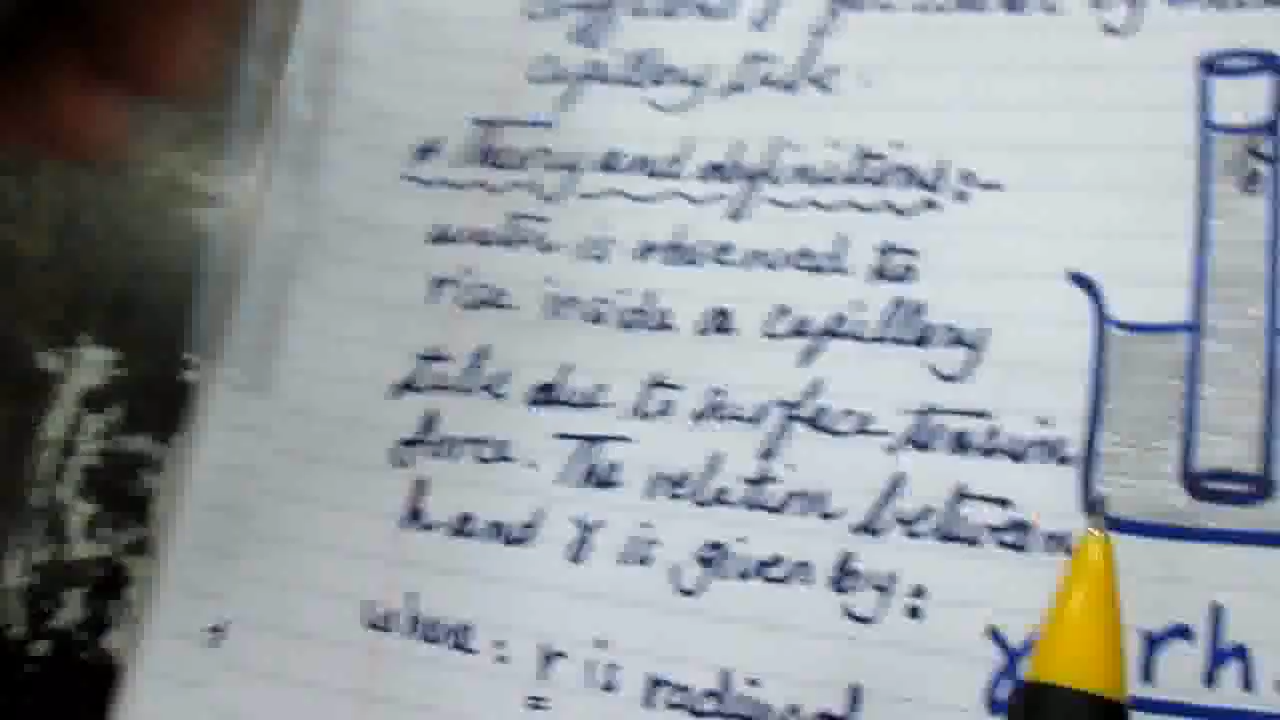 capillary tube.
* Theory and definitions:-
water is observed to
rise inside a capillary
tube due to surface tension
force. The relation between
h and γ is given by:
γ rh
where: r is radius of